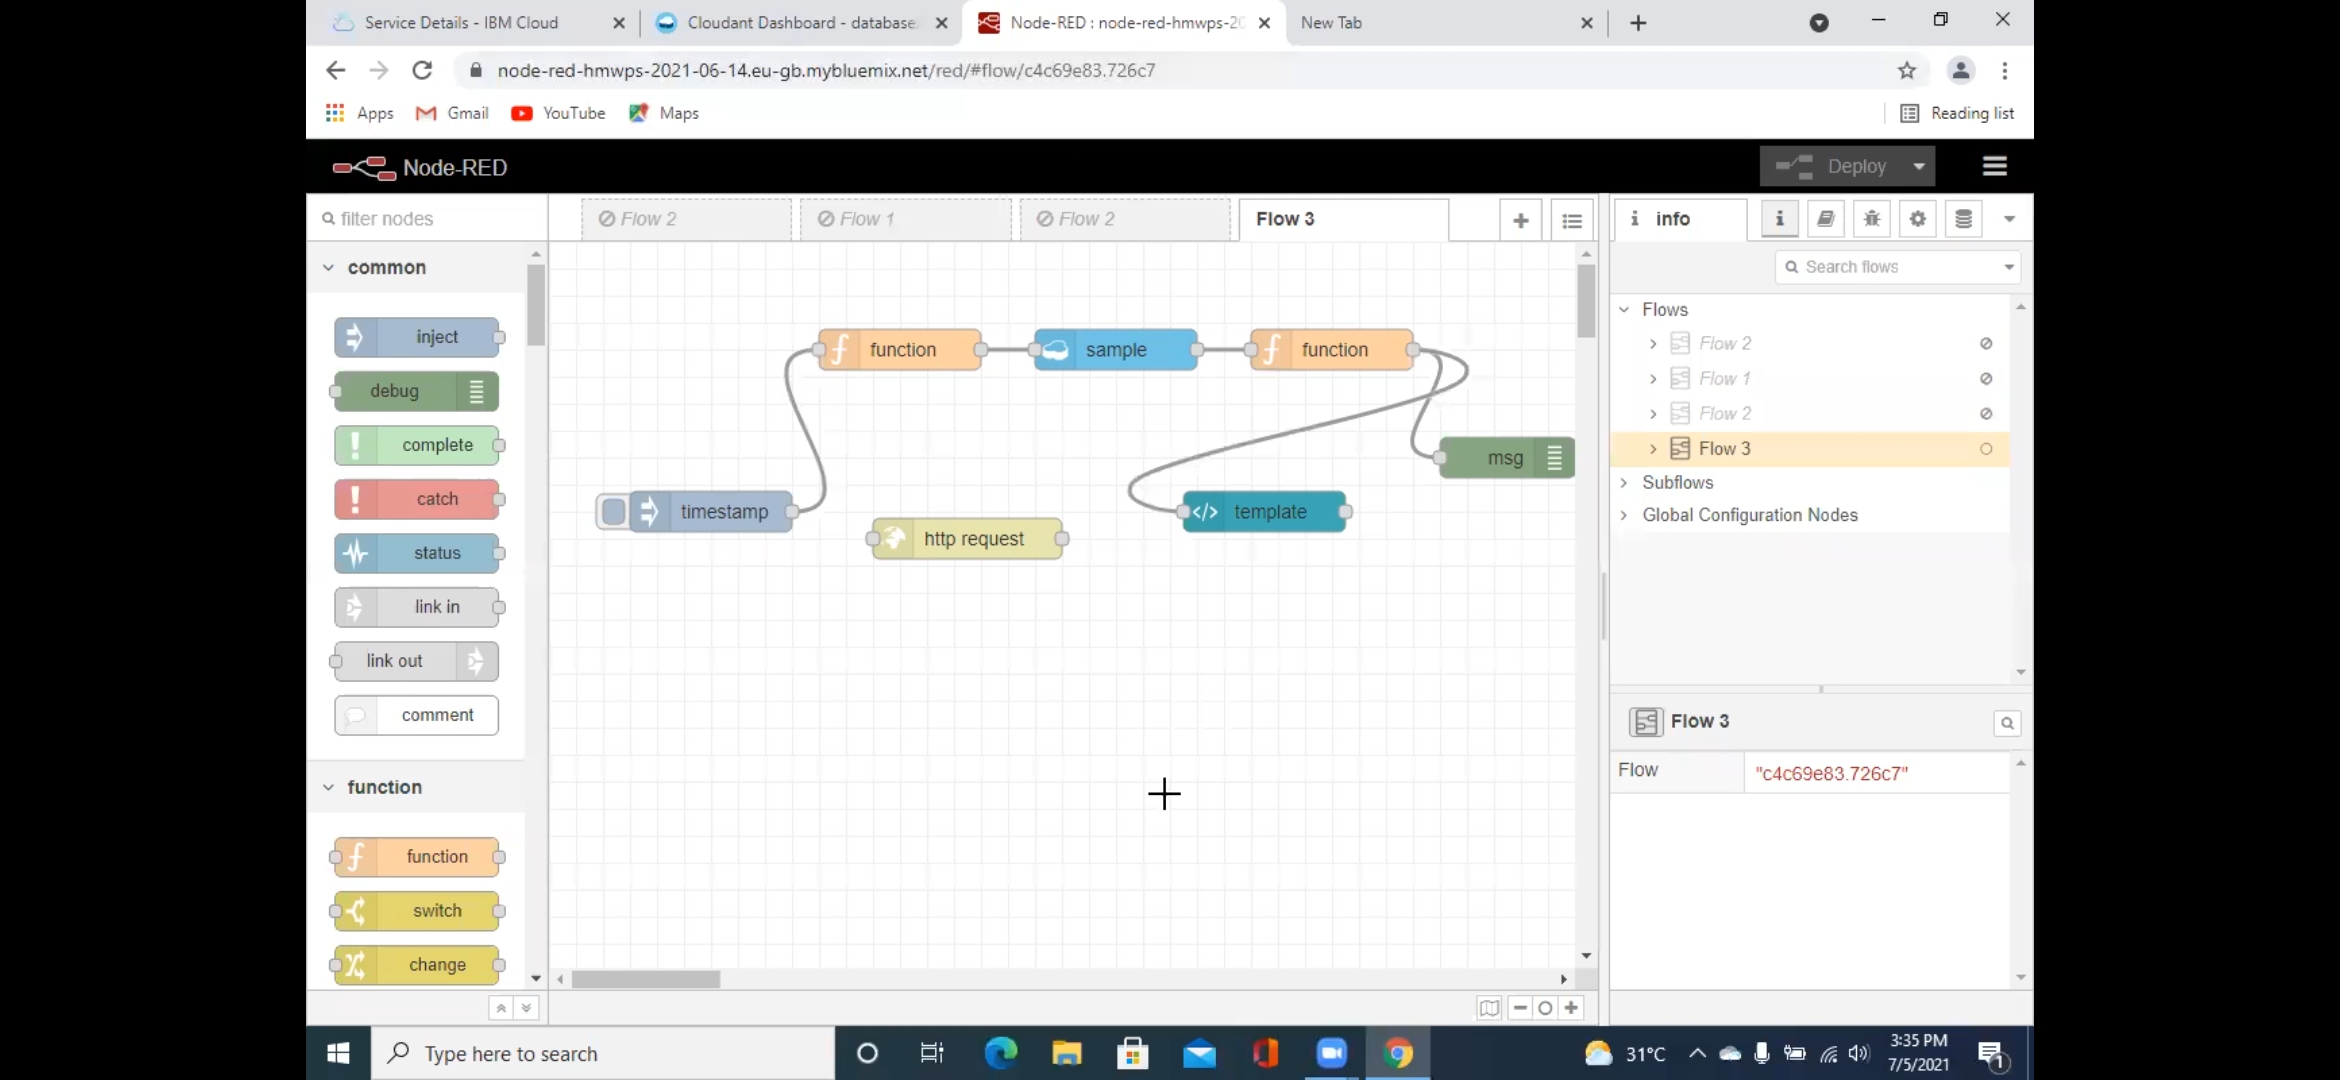 Service Details - IBM Cloud
Cloudant Dashboard - database
Node-RED : node-red-hmwps-20
New Tab
node-red-hmwps-2021-06-14.eu-gb.mybluemix.net/red/#flow/c4c69e83.726c7
Apps
Gmail
YouTube
Maps
Reading list
Node-RED
Deploy
filter nodes
Flow 2
Flow 1
Flow 2
Flow 3
info
Search flows
common
inject
debug
complete
catch
status
link in
link out
comment
function
function
switch
change
function
sample
function
msg
timestamp
http request
template
Flows
Flow 2
Flow 1
Flow 2
Flow 3
Subflows
Global Configuration Nodes
Flow 3
Flow
"c4c69e83.726c7"
Type here to search
31°C
3:35 PM
7/5/2021
1